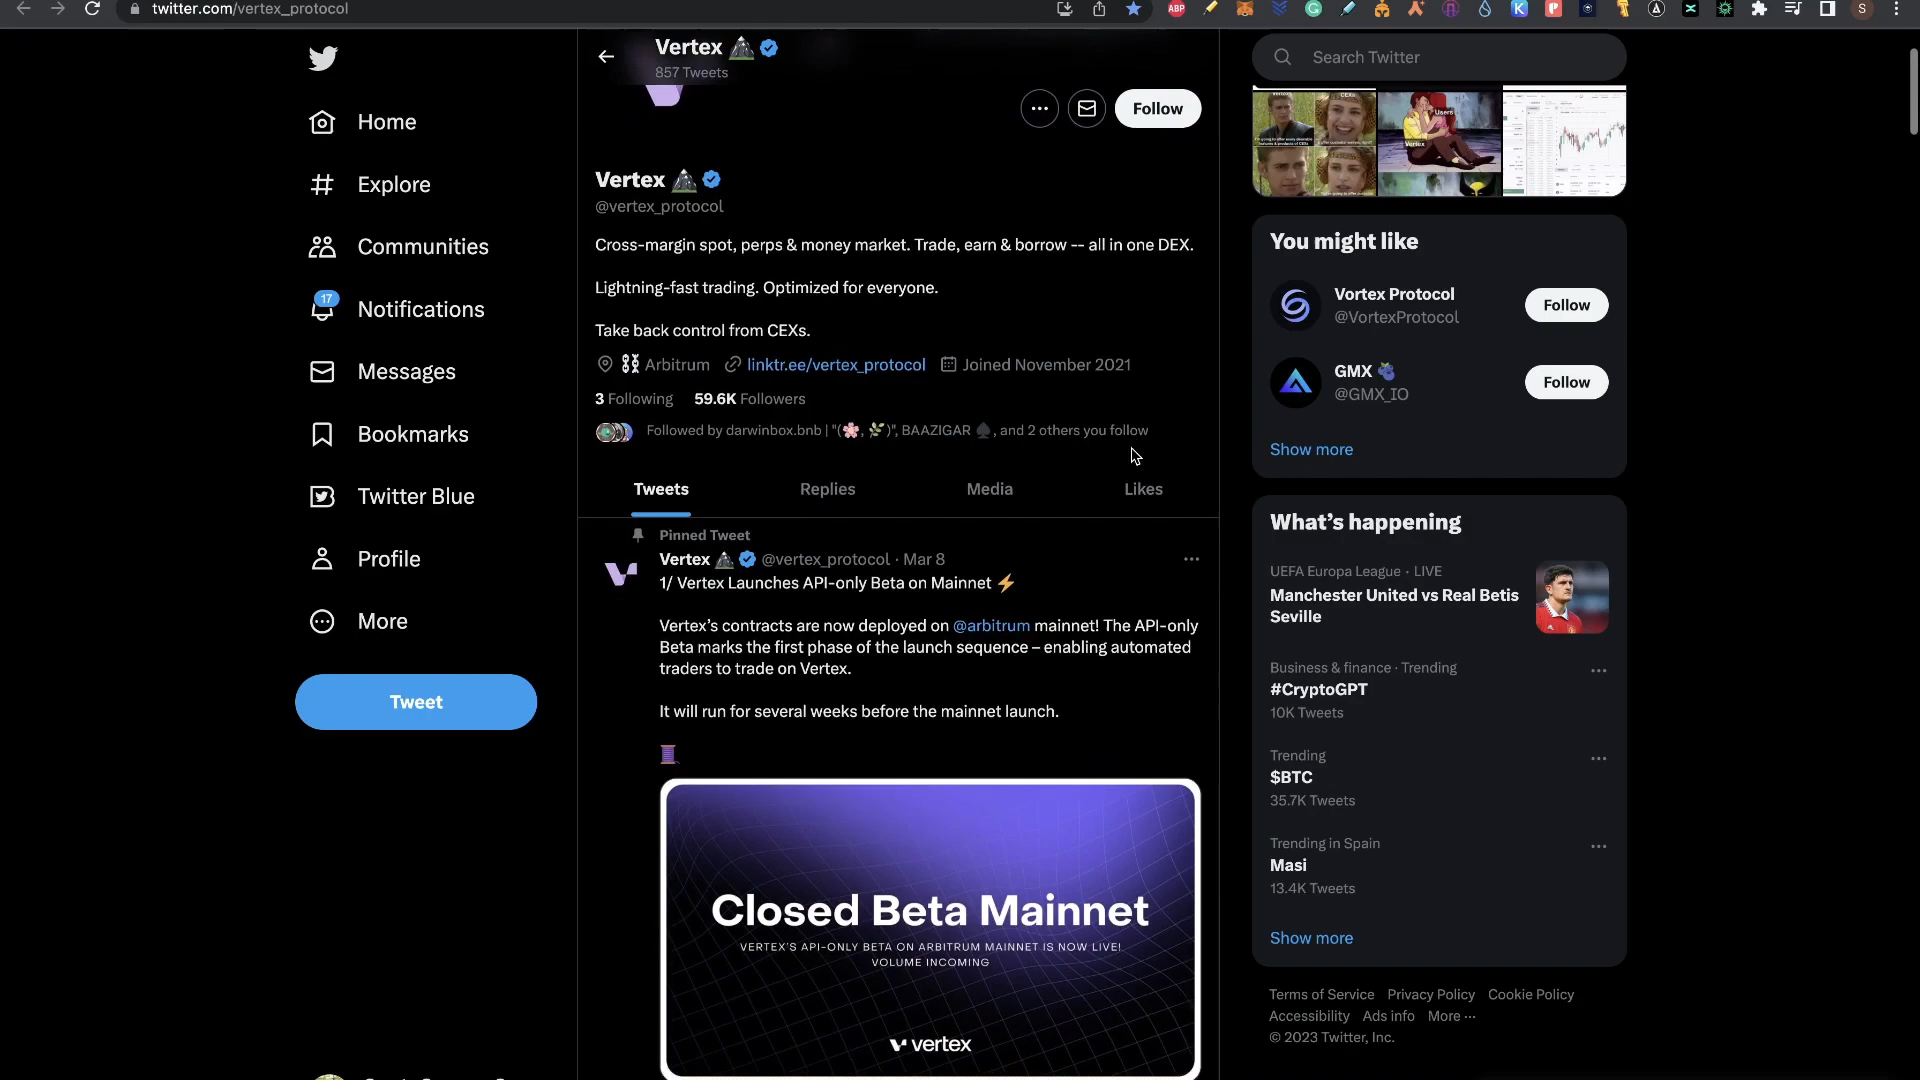 twitter.com/vertex_protocol
ABP
K
S
Home
Explore
Communities
17
Notifications
Messages
Bookmarks
Twitter Blue
Profile
More
Tweet
Vertex
857 Tweets
Follow
Vertex
@vertex_protocol
Cross-margin spot, perps & money market. Trade, earn & borrow -- all in one DEX.
Lightning-fast trading. Optimized for everyone.
Take back control from CEXs.
Arbitrum linktr.ee/vertex_protocol Joined November 2021
3 Following 59.6K Followers
Followed by darwinbox.bnb | "(🌸, 🌿)", BAAZIGAR ♠, and 2 others you follow
Tweets Replies Media Likes
Pinned Tweet
Vertex @vertex_protocol · Mar 8
1/ Vertex Launches API-only Beta on Mainnet ⚡
Vertex's contracts are now deployed on @arbitrum mainnet! The API-only
Beta marks the first phase of the launch sequence – enabling automated
traders to trade on Vertex.
It will run for several weeks before the mainnet launch.
Closed Beta Mainnet
VERTEX'S API-ONLY BETA ON ARBITRUM MAINNET IS NOW LIVE!
VOLUME INCOMING
vertex
Search Twitter
CEXs
Users
Vertex
You might like
Vortex Protocol
@VortexProtocol
Follow
GMX
@GMX_IO
Follow
Show more
What's happening
UEFA Europa League · LIVE
Manchester United vs Real Betis
Seville
Business & finance · Trending
#CryptoGPT
10K Tweets
Trending
$BTC
35.7K Tweets
Trending in Spain
Masi
13.4K Tweets
Show more
Terms of Service Privacy Policy Cookie Policy
Accessibility Ads info More ···
© 2023 Twitter, Inc.